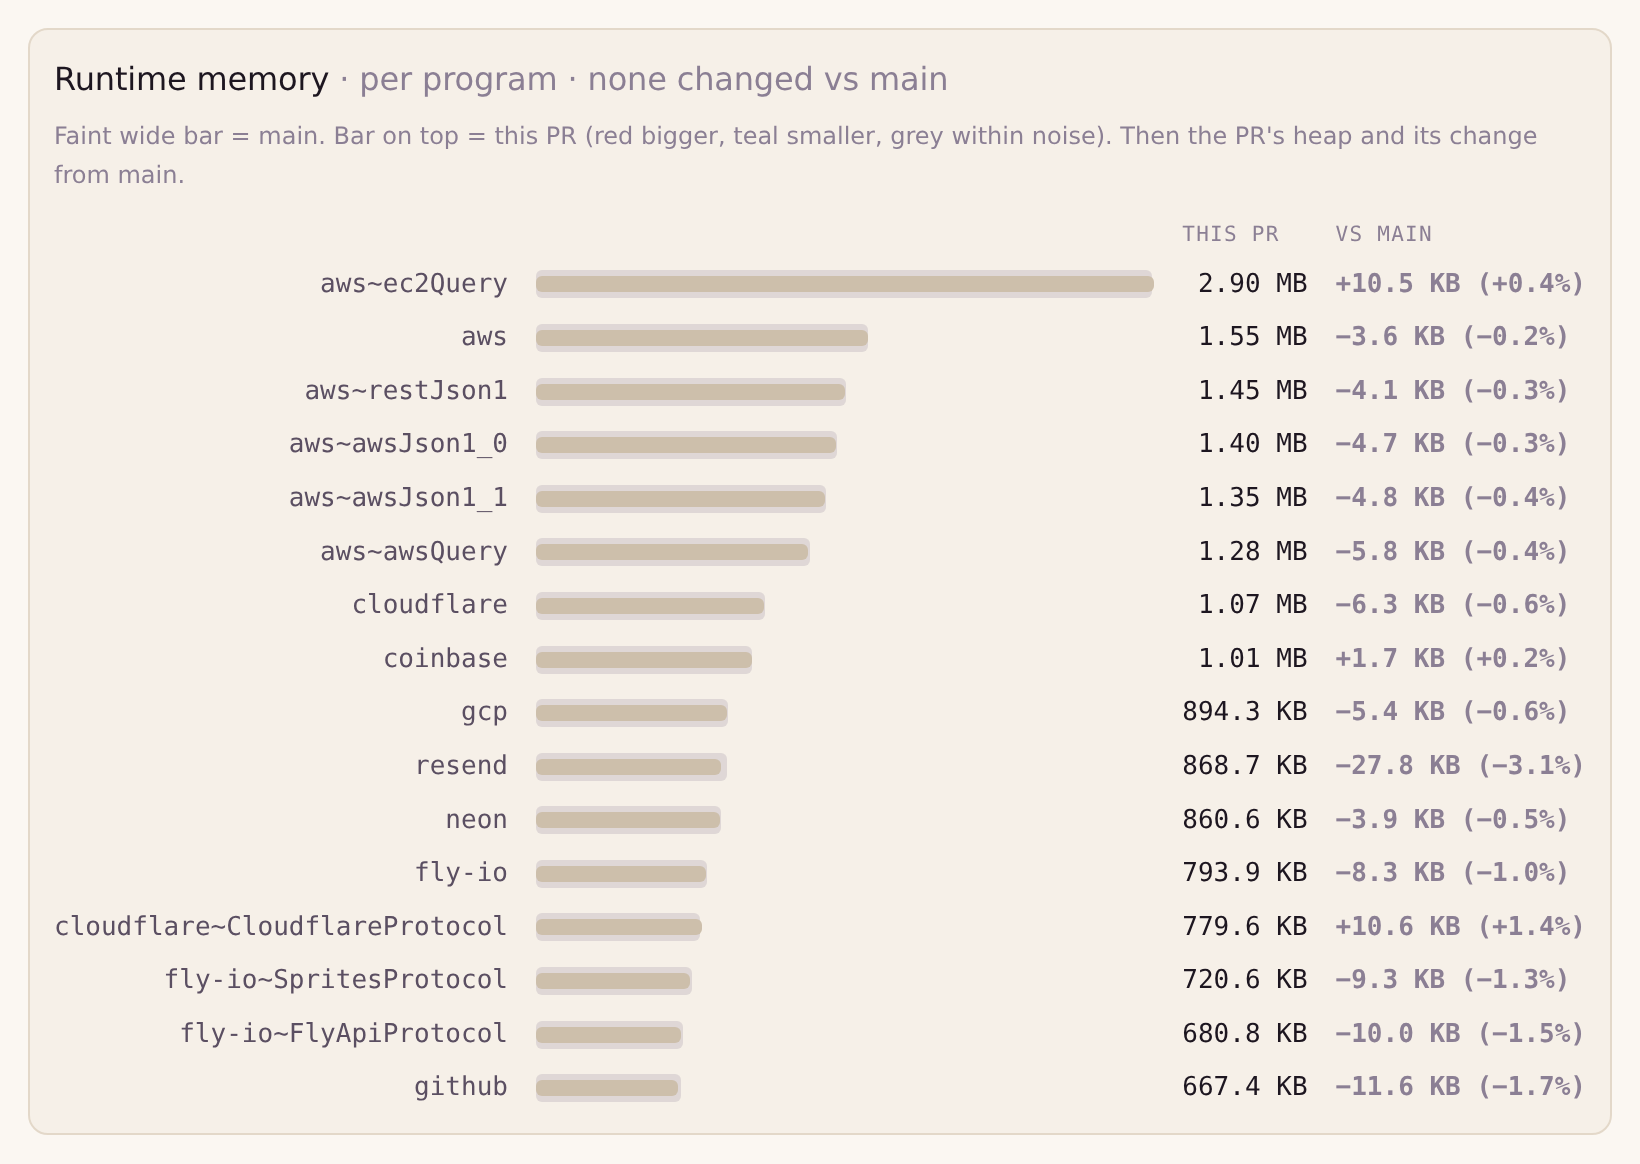 Runtime memory · per program · none changed vs main
Faint wide bar = main. Bar on top = this PR (red bigger, teal smaller, grey within noise). Then the PR's heap and its change
from main.
THIS PR VS MAIN
aws~ec2Query 2.90 MB +10.5 KB (+0.4%)
aws 1.55 MB −3.6 KB (−0.2%)
aws~restJson1 1.45 MB −4.1 KB (−0.3%)
aws~awsJson1_0 1.40 MB −4.7 KB (−0.3%)
aws~awsJson1_1 1.35 MB −4.8 KB (−0.4%)
aws~awsQuery 1.28 MB −5.8 KB (−0.4%)
cloudflare 1.07 MB −6.3 KB (−0.6%)
coinbase 1.01 MB +1.7 KB (+0.2%)
gcp 894.3 KB −5.4 KB (−0.6%)
resend 868.7 KB −27.8 KB (−3.1%)
neon 860.6 KB −3.9 KB (−0.5%)
fly-io 793.9 KB −8.3 KB (−1.0%)
cloudflare~CloudflareProtocol 779.6 KB +10.6 KB (+1.4%)
fly-io~SpritesProtocol 720.6 KB −9.3 KB (−1.3%)
fly-io~FlyApiProtocol 680.8 KB −10.0 KB (−1.5%)
github 667.4 KB −11.6 KB (−1.7%)